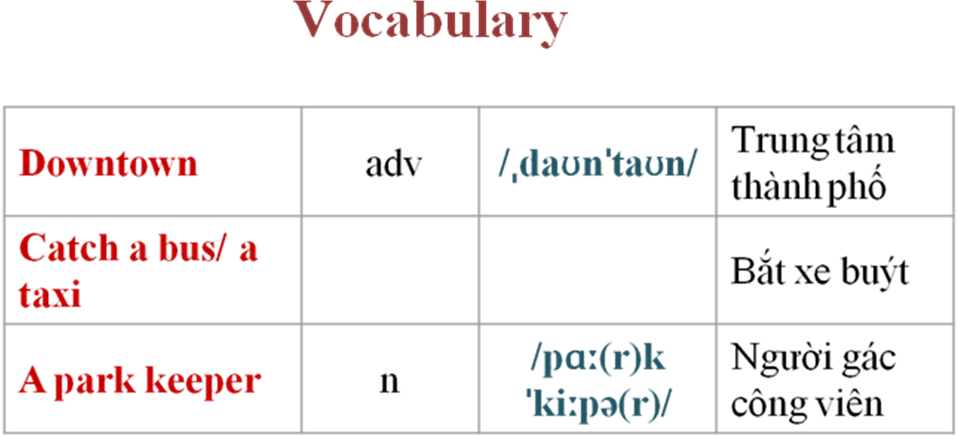 Vocabulary
Downtown
adv
/ˌdaʊnˈtaʊn/
Trung tâm
thành phố
Catch a bus/ a
taxi
Bắt xe buýt
A park keeper
n
/pɑː(r)k
ˈkiːpə(r)/
Người gác
công viên